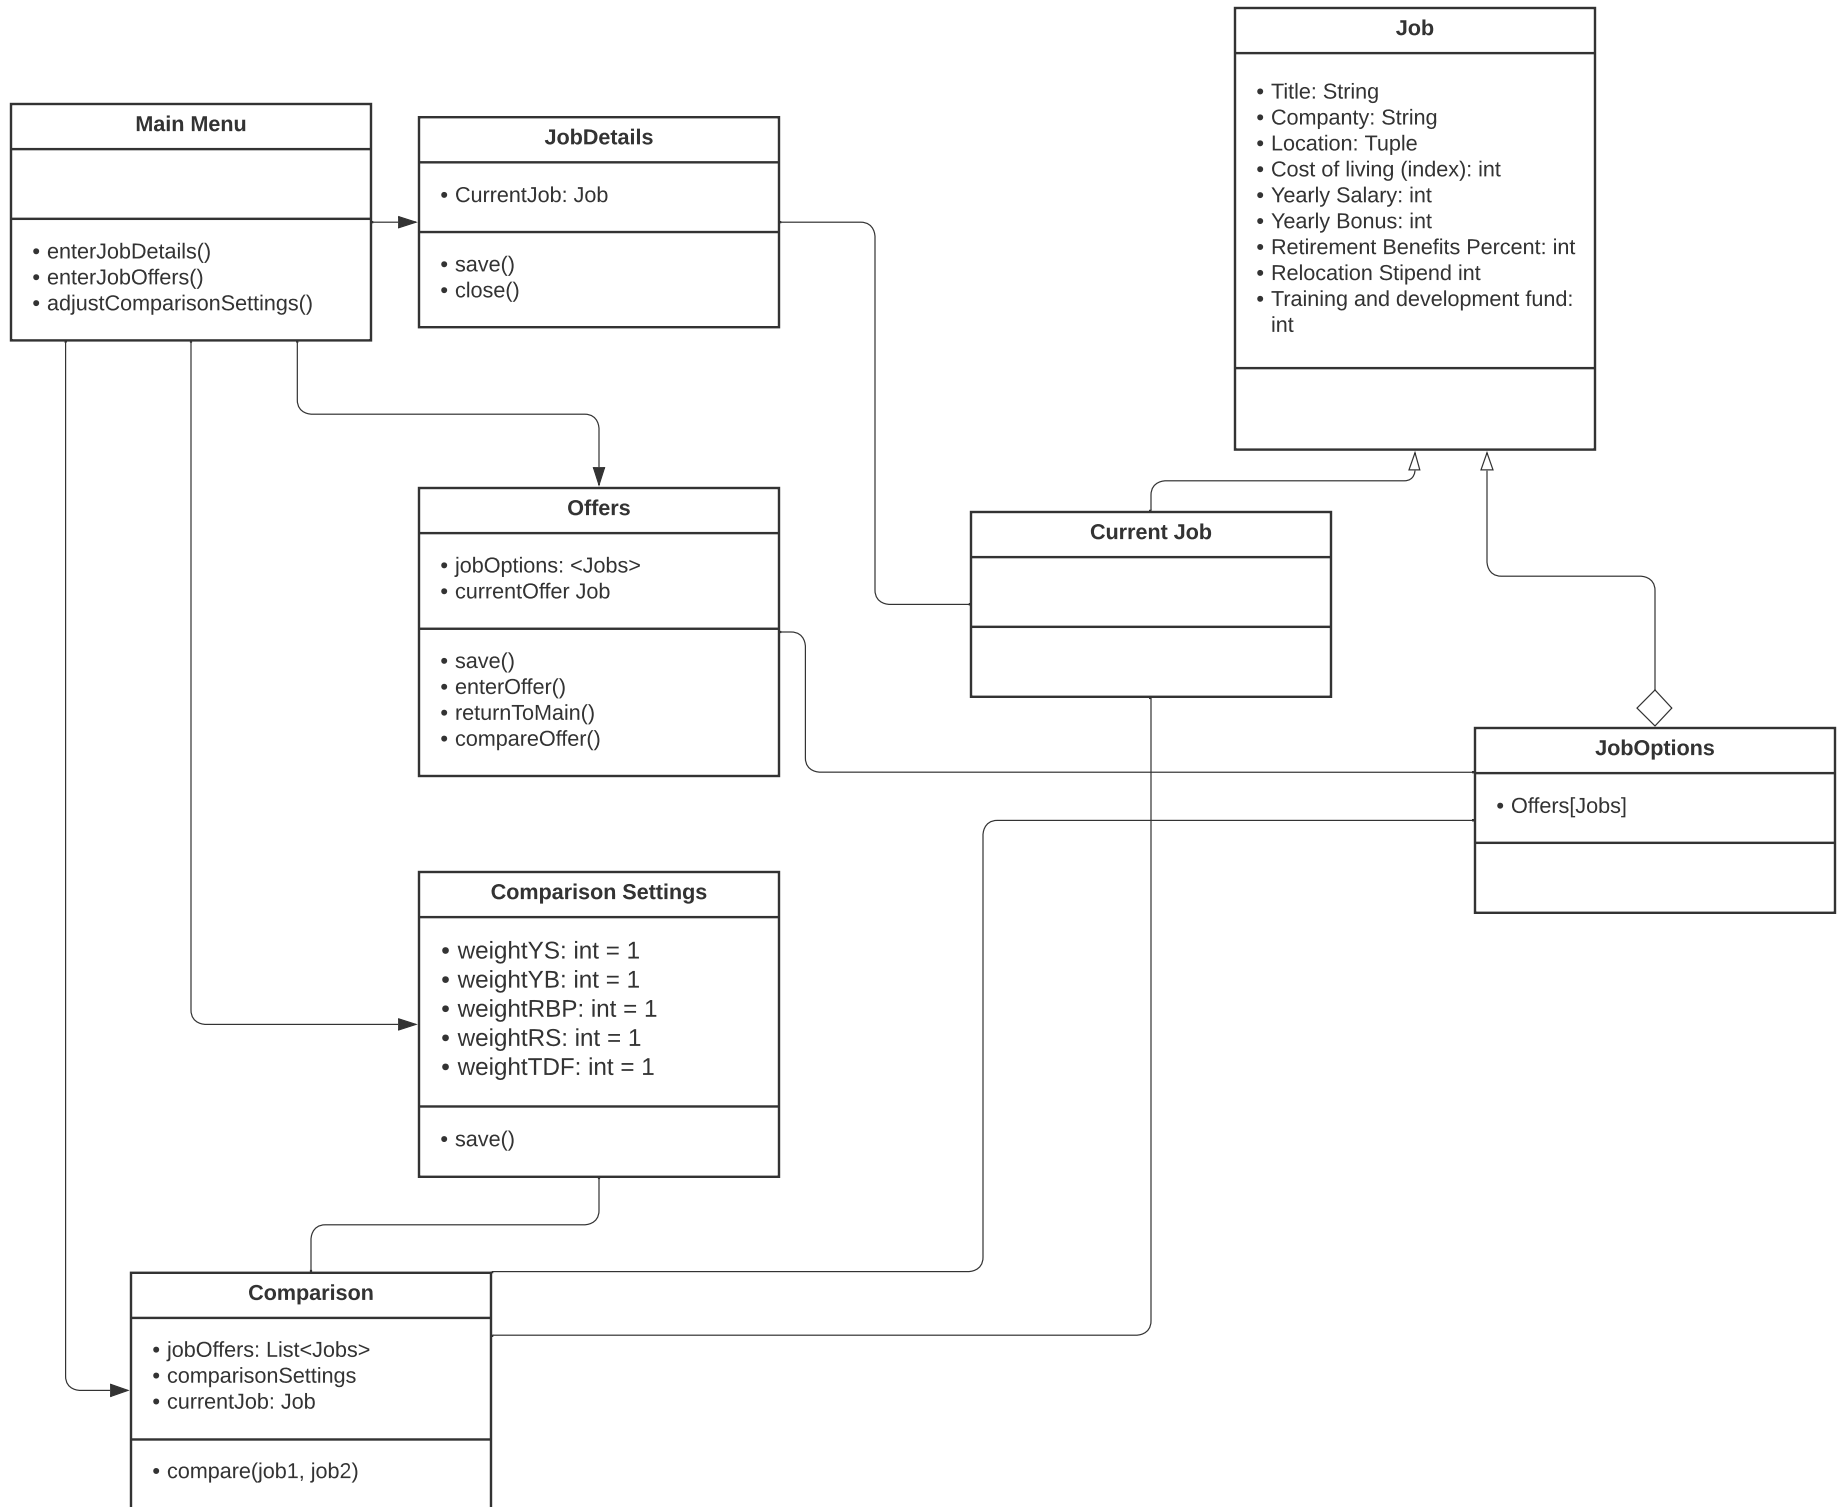 Job
• Title: String
• Companty: String
• Location: Tuple
• Cost of living (index): int
• Yearly Salary: int
• Yearly Bonus: int
• Retirement Benefits Percent: int
• Relocation Stipend int
• Training and development fund:
int
Main Menu
• enterJobDetails()
• enterJobOffers()
• adjustComparisonSettings()
JobDetails
• CurrentJob: Job
• save()
• close()
Offers
• jobOptions: <Jobs>
• currentOffer Job
• save()
• enterOffer()
• returnToMain()
• compareOffer()
Current Job
JobOptions
• Offers[Jobs]
Comparison Settings
• weightYS: int = 1
• weightYB: int = 1
• weightRBP: int = 1
• weightRS: int = 1
• weightTDF: int = 1
• save()
Comparison
• jobOffers: List<Jobs>
• comparisonSettings
• currentJob: Job
• compare(job1, job2)